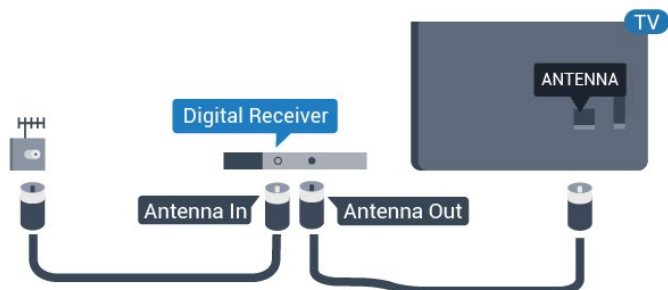 TV
ANTENNA
Digital Receiver
Antenna In
Antenna Out